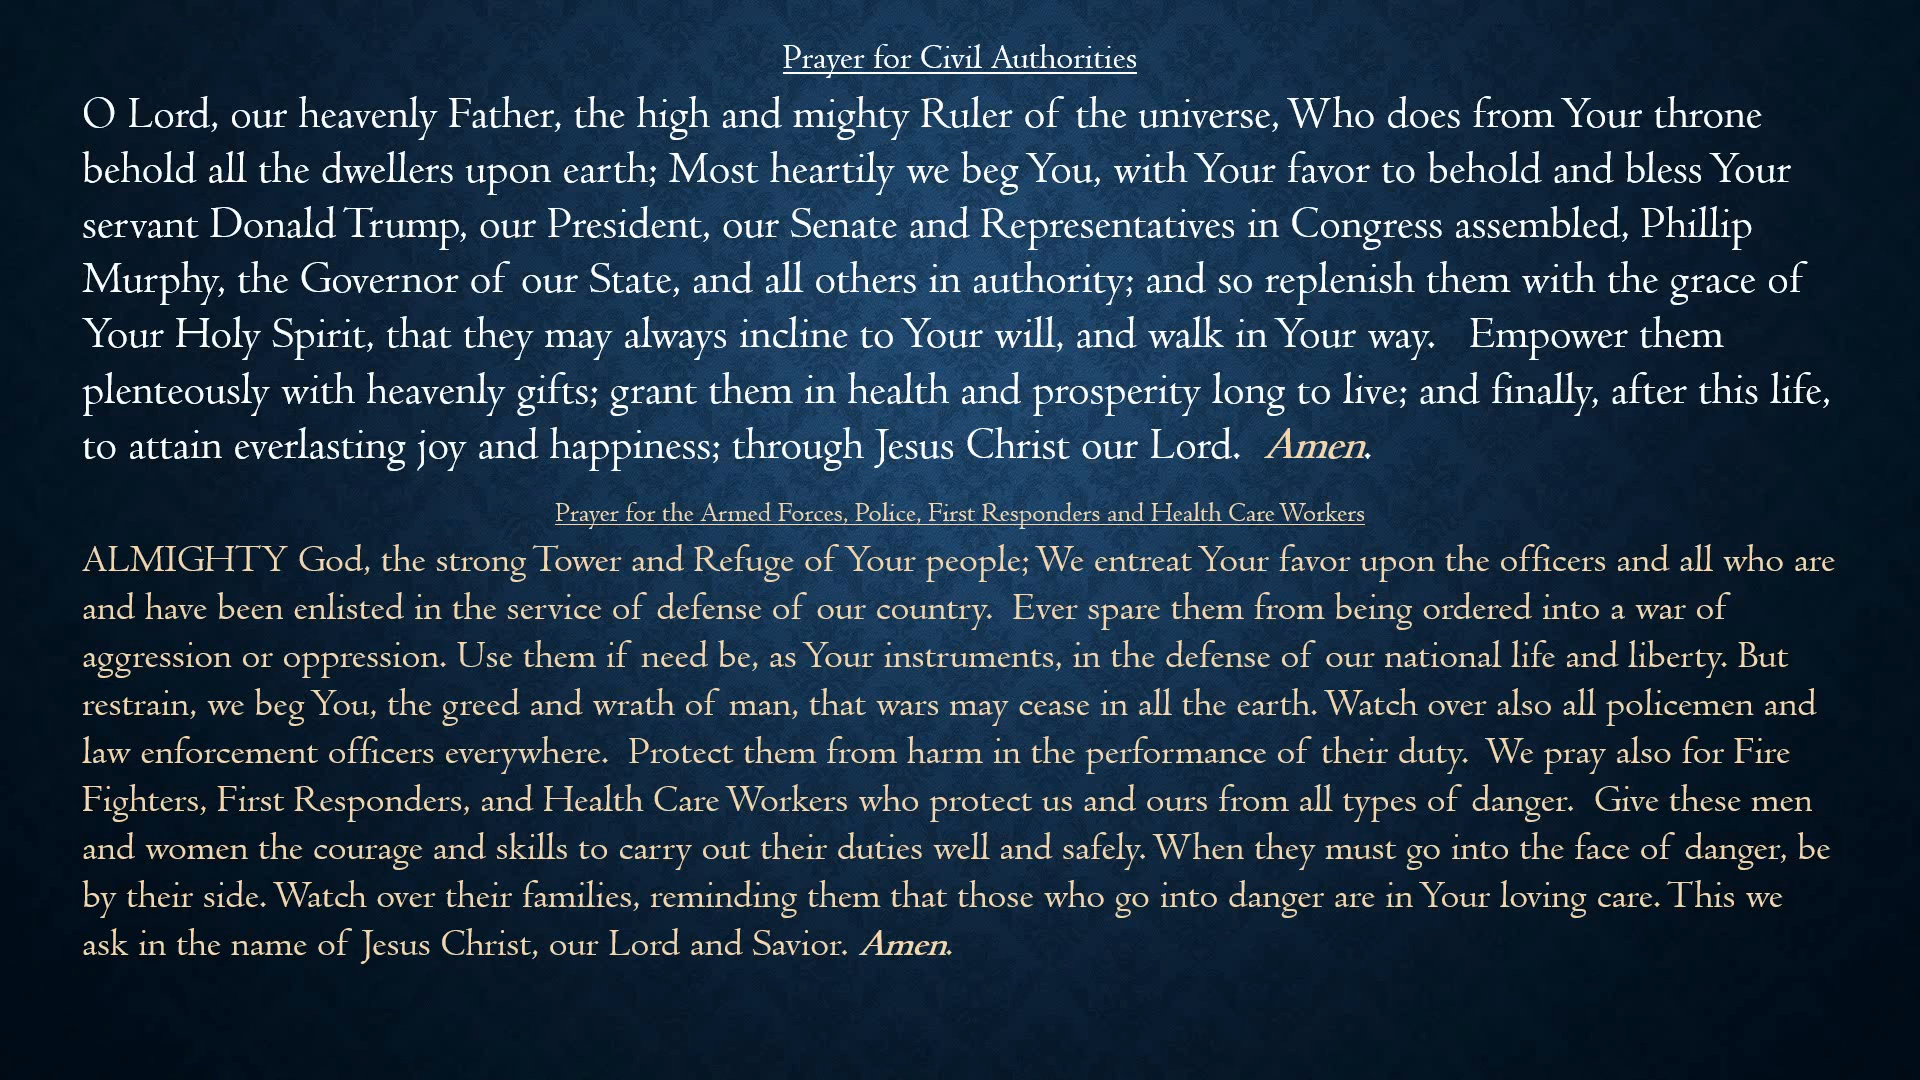 Prayer for Civil Authorities
O Lord, our heavenly Father, the high and mighty Ruler of the universe, Who does from Your throne
behold all the dwellers upon earth; Most heartily we beg You, with Your favor to behold and bless Your
servant Donald Trump, our President, our Senate and Representatives in Congress assembled, Phillip
Murphy, the Governor of our State, and all others in authority; and so replenish them with the grace of
Your Holy Spirit, that they may always incline to Your will, and walk in Your way. Empower them
plenteously with heavenly gifts; grant them in health and prosperity long to live; and finally, after this life,
to attain everlasting joy and happiness; through Jesus Christ our Lord. Amen.
Prayer for the Armed Forces, Police, First Responders and Health Care Workers
ALMIGHTY God, the strong Tower and Refuge of Your people; We entreat Your favor upon the officers and all who are
and have been enlisted in the service of defense of our country. Ever spare them from being ordered into a war of
aggression or oppression. Use them if need be, as Your instruments, in the defense of our national life and liberty. But
restrain, we beg You, the greed and wrath of man, that wars may cease in all the earth. Watch over also all policemen and
law enforcement officers everywhere. Protect them from harm in the performance of their duty. We pray also for Fire
Fighters, First Responders, and Health Care Workers who protect us and ours from all types of danger. Give these men
and women the courage and skills to carry out their duties well and safely. When they must go into the face of danger, be
by their side. Watch over their families, reminding them that those who go into danger are in Your loving care. This we
ask in the name of Jesus Christ, our Lord and Savior. Amen.